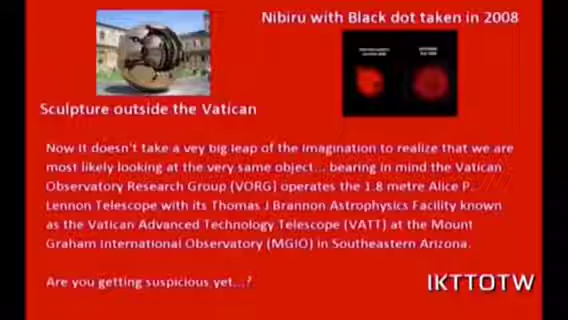 Nibiru with Black dot taken in 2008
Sculpture outside the Vatican
Now it doesn't take a vey big leap of the imagination to realize that we are
most likely looking at the very same object... bearing in mind the Vatican
Observatory Research Group (VORG) operates the 1.8 metre Alice P.
Lennon Telescope with its Thomas J Brannon Astrophysics Facility known
as the Vatican Advanced Technology Telescope (VATT) at the Mount
Graham International Observatory (MGIO) in Southeastern Arizona.
Are you getting suspicious yet...?
IKTTOTW